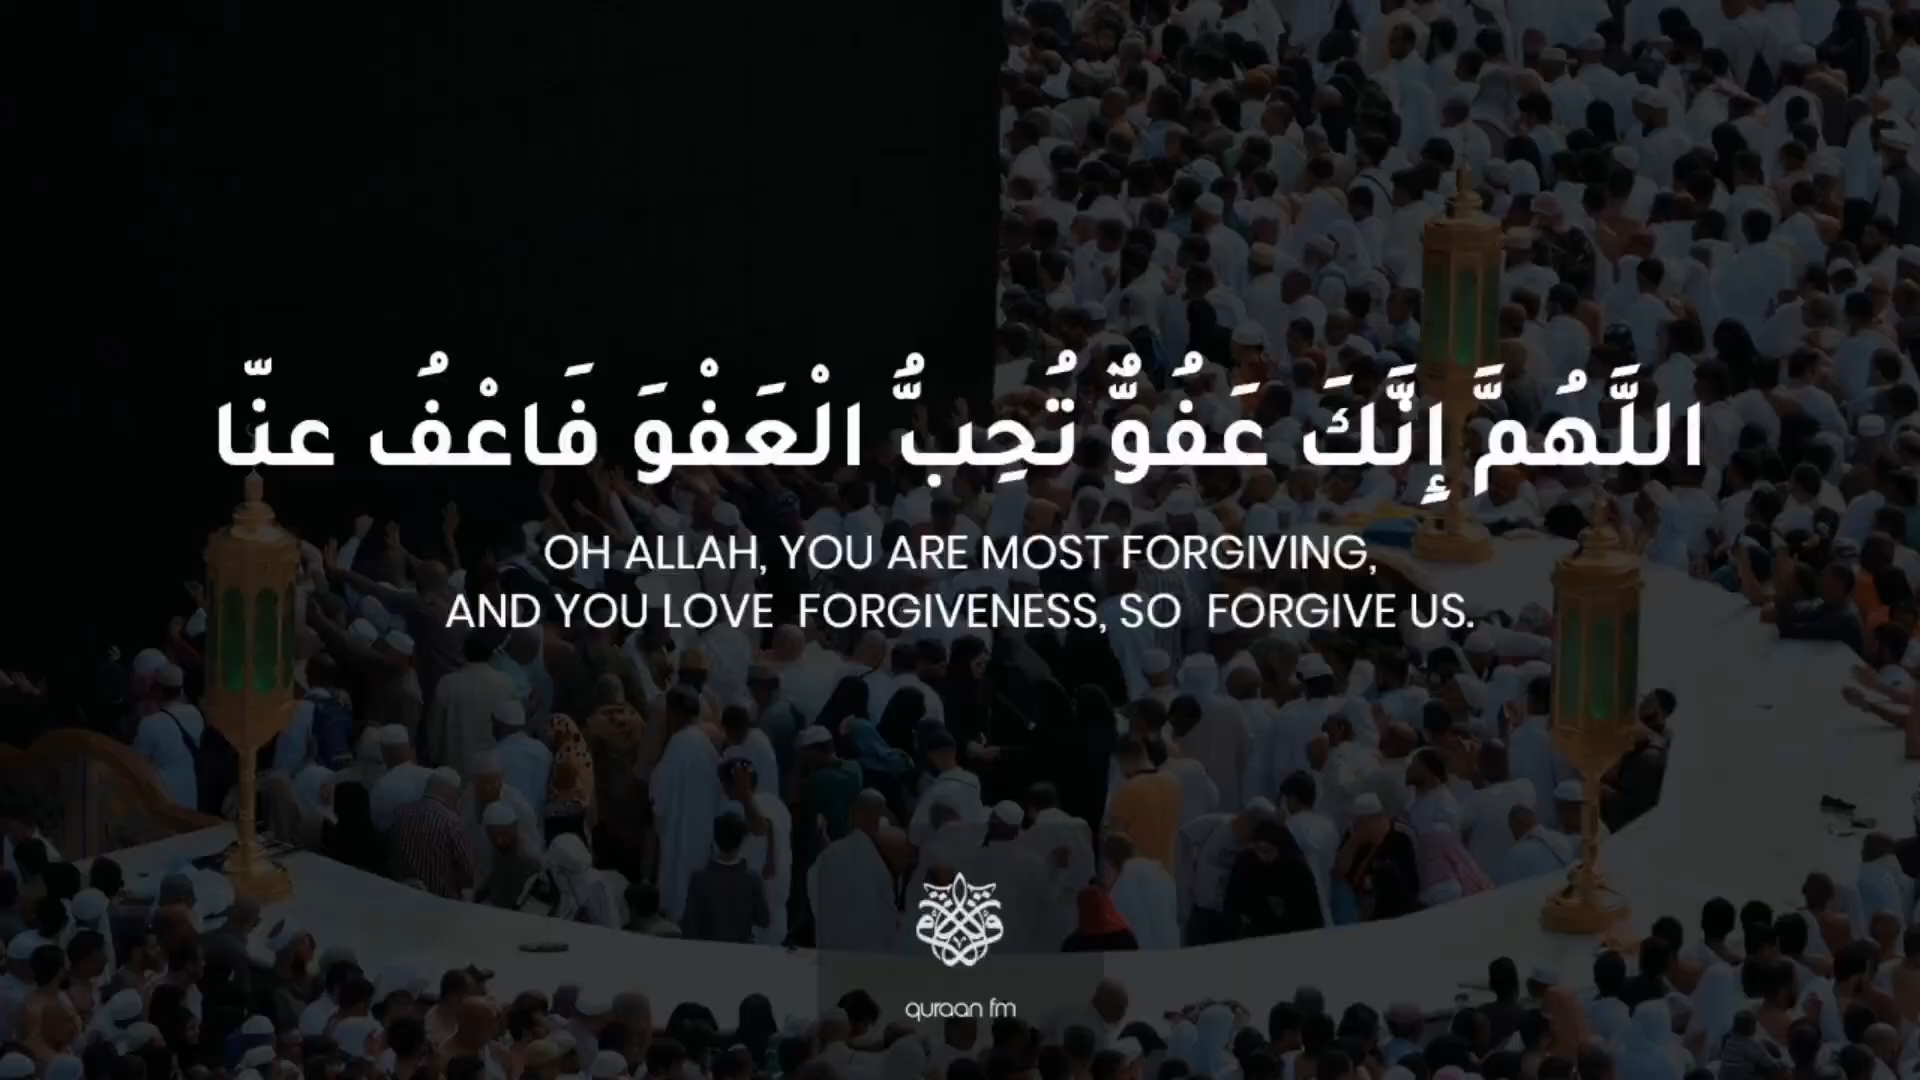 اللَّهُمَّ إِنَّكَ عَفُوٌّ تُحِبُّ الْعَفْوَ فَاعْفُ عنّا
OH ALLAH, YOU ARE MOST FORGIVING,
AND YOU LOVE FORGIVENESS, SO FORGIVE US.
quraan fm